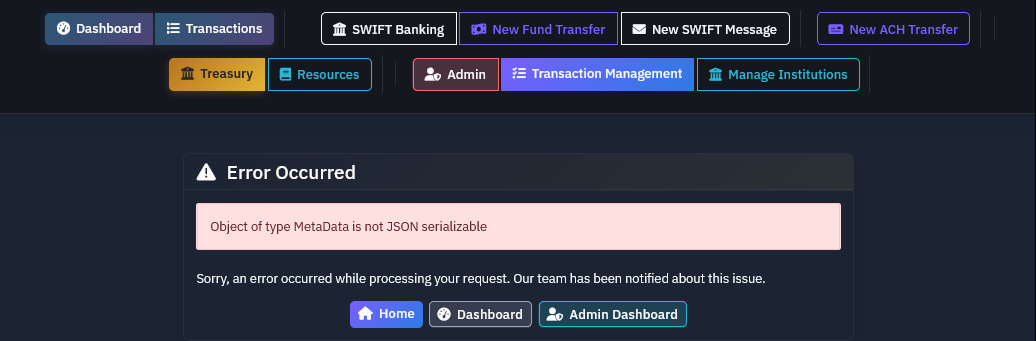 Dashboard Transactions SWIFT Banking New Fund Transfer New SWIFT Message New ACH Transfer
Treasury Resources Admin Transaction Management Manage Institutions
Error Occurred
Object of type MetaData is not JSON serializable
Sorry, an error occurred while processing your request. Our team has been notified about this issue.
Home Dashboard Admin Dashboard